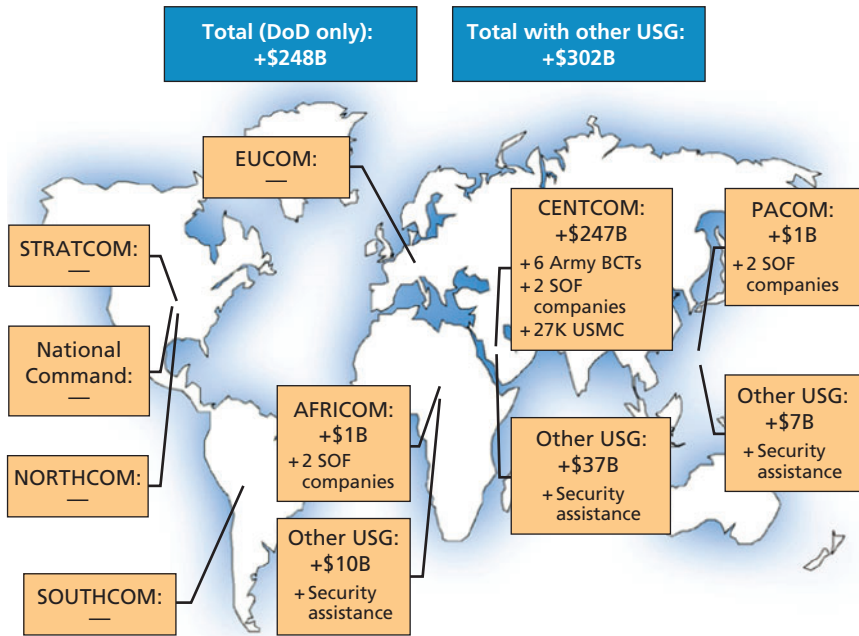 Total (DoD only):
+$248B
Total with other USG:
+$302B
EUCOM:
—
STRATCOM:
—
National
Command:
—
NORTHCOM:
—
SOUTHCOM:
—
AFRICOM:
+$1B
+ 2 SOF
companies
Other USG:
+$10B
+ Security
assistance
CENTCOM:
+$247B
+ 6 Army BCTs
+ 2 SOF
companies
+ 27K USMC
Other USG:
+$37B
+ Security
assistance
PACOM:
+$1B
+ 2 SOF
companies
Other USG:
+$7B
+ Security
assistance